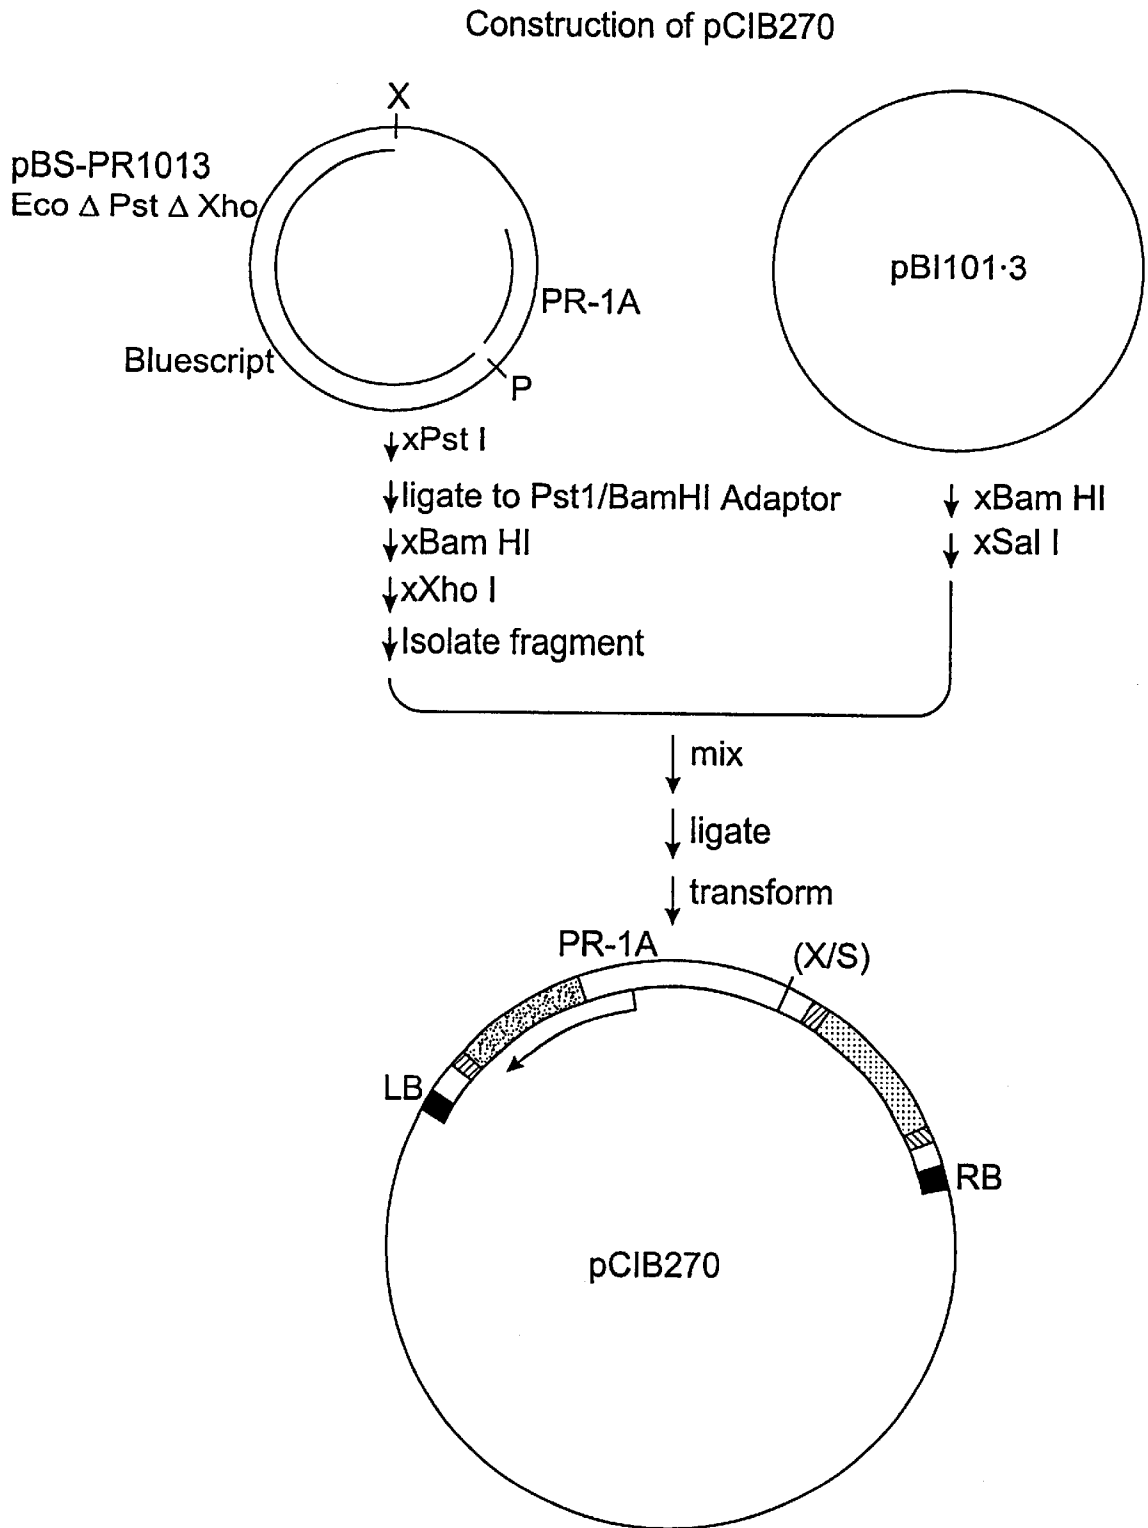 Construction of pCIB270
X
pBS-PR1013
Eco Δ Pst Δ Xho
PR-1A
Bluescript
P
pBI101·3
xPst I
ligate to Pst1/BamHI Adaptor
xBam HI
xXho I
Isolate fragment
xBam HI
xSal I
mix
ligate
transform
PR-1A
(X/S)
LB
RB
pCIB270